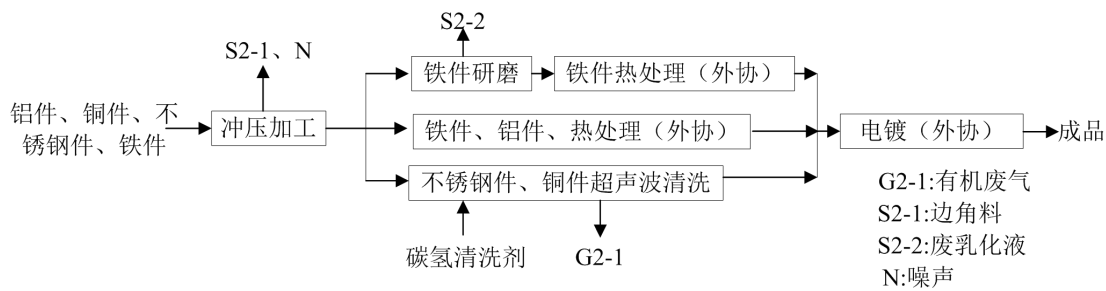 S2-2
S2-1、N
铁件研磨
铁件热处理（外协）
铝件、铜件、不
锈钢件、铁件
冲压加工
铁件、铝件、热处理（外协）
电镀（外协）
成品
不锈钢件、铜件超声波清洗
碳氢清洗剂
G2-1
G2-1:有机废气
S2-1:边角料
S2-2:废乳化液
N:噪声